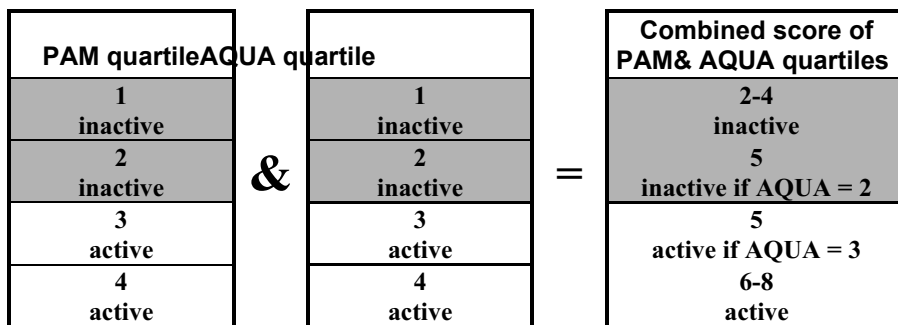 PAM quartile
AQUA quartile
Combined score of
PAM& AQUA quartiles
1
inactive
2
inactive
3
active
4
active
&
1
inactive
2
inactive
3
active
4
active
=
2-4
inactive
5
inactive if AQUA = 2
5
active if AQUA = 3
6-8
active